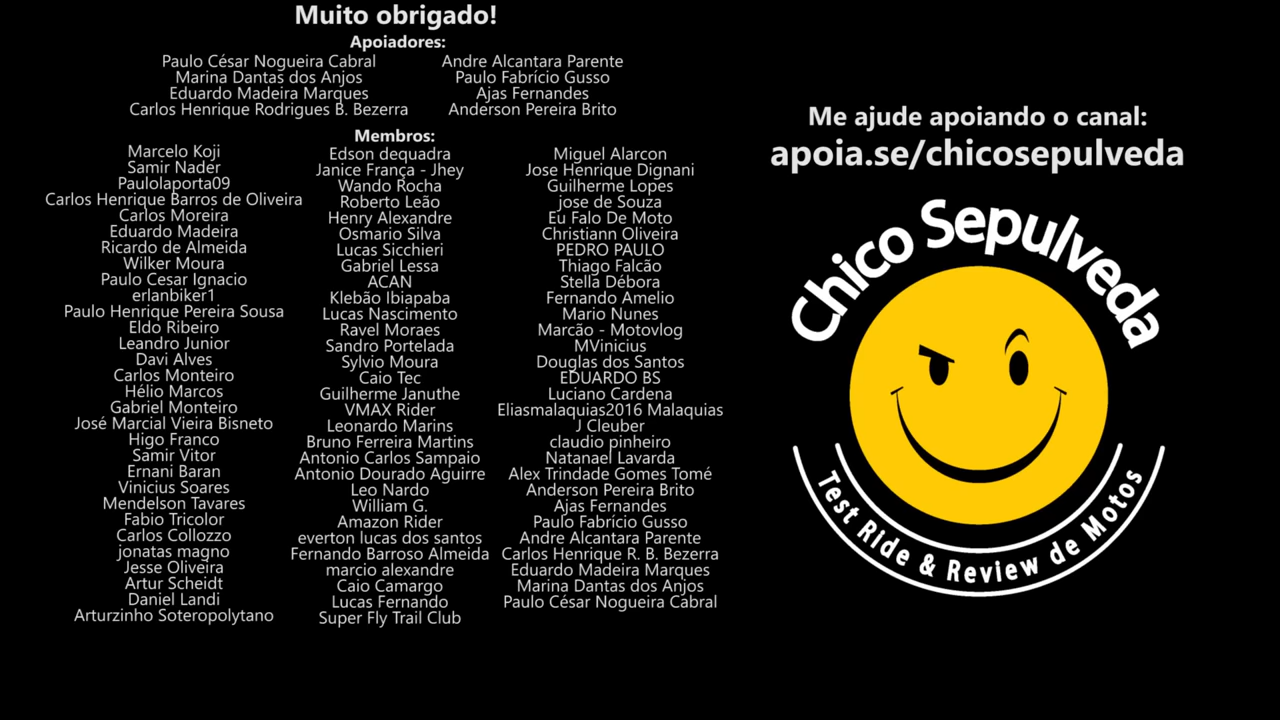 Muito obrigado!
Apoiadores:
Paulo César Nogueira Cabral
Marina Dantas dos Anjos
Eduardo Madeira Marques
Carlos Henrique Rodrigues B. Bezerra
Andre Alcantara Parente
Paulo Fabrício Gusso
Ajas Fernandes
Anderson Pereira Brito
Membros:
Marcelo Koji
Samir Nader
Paulolaporta09
Carlos Henrique Barros de Oliveira
Carlos Moreira
Eduardo Madeira
Ricardo de Almeida
Wilker Moura
Paulo Cesar Ignacio
erlanbiker1
Paulo Henrique Pereira Sousa
Eldo Ribeiro
Leandro Junior
Davi Alves
Carlos Monteiro
Hélio Marcos
Gabriel Monteiro
José Marcial Vieira Bisneto
Higo Franco
Samir Vitor
Ernani Baran
Vinicius Soares
Mendelson Tavares
Fabio Tricolor
Carlos Collozzo
jonatas magno
Jesse Oliveira
Artur Scheidt
Daniel Landi
Arturzinho Soteropolytano
Edson dequadra
Janice França - Jhey
Wando Rocha
Roberto Leão
Henry Alexandre
Osmario Silva
Lucas Sicchieri
Gabriel Lessa
ACAN
Klebão Ibiapaba
Lucas Nascimento
Ravel Moraes
Sandro Portelada
Sylvio Moura
Caio Tec
Guilherme Januthe
VMAX Rider
Leonardo Marins
Bruno Ferreira Martins
Antonio Carlos Sampaio
Antonio Dourado Aguirre
Leo Nardo
William G.
Amazon Rider
everton lucas dos santos
Fernando Barroso Almeida
marcio alexandre
Caio Camargo
Lucas Fernando
Super Fly Trail Club
Miguel Alarcon
Jose Henrique Dignani
Guilherme Lopes
jose de Souza
Eu Falo De Moto
Christiann Oliveira
PEDRO PAULO
Thiago Falcão
Stella Débora
Fernando Amelio
Mario Nunes
Marcão - Motovlog
MVinicius
Douglas dos Santos
EDUARDO BS
Luciano Cardena
Eliasmalaquias2016 Malaquias
J Cleuber
claudio pinheiro
Natanael Lavarda
Alex Trindade Gomes Tomé
Anderson Pereira Brito
Ajas Fernandes
Paulo Fabrício Gusso
Andre Alcantara Parente
Carlos Henrique R. B. Bezerra
Eduardo Madeira Marques
Marina Dantas dos Anjos
Paulo César Nogueira Cabral
Me ajude apoiando o canal:
apoia.se/chicosepulveda
Chico Sepulveda
Test Ride & Review de Motos